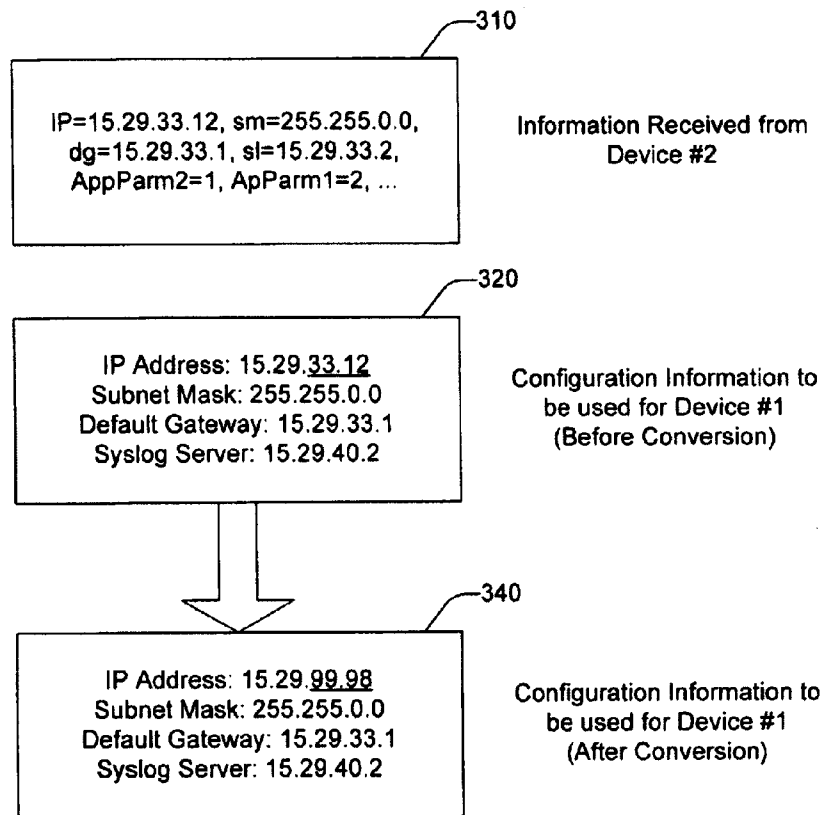 310
IP=15.29.33.12, sm=255.255.0.0,
dg=15.29.33.1, sl=15.29.33.2,
AppParm2=1, ApParm1=2, ...
Information Received from
Device #2
320
IP Address: 15.29.33.12
Subnet Mask: 255.255.0.0
Default Gateway: 15.29.33.1
Syslog Server: 15.29.40.2
Configuration Information to
be used for Device #1
(Before Conversion)
340
IP Address: 15.29.99.98
Subnet Mask: 255.255.0.0
Default Gateway: 15.29.33.1
Syslog Server: 15.29.40.2
Configuration Information to
be used for Device #1
(After Conversion)